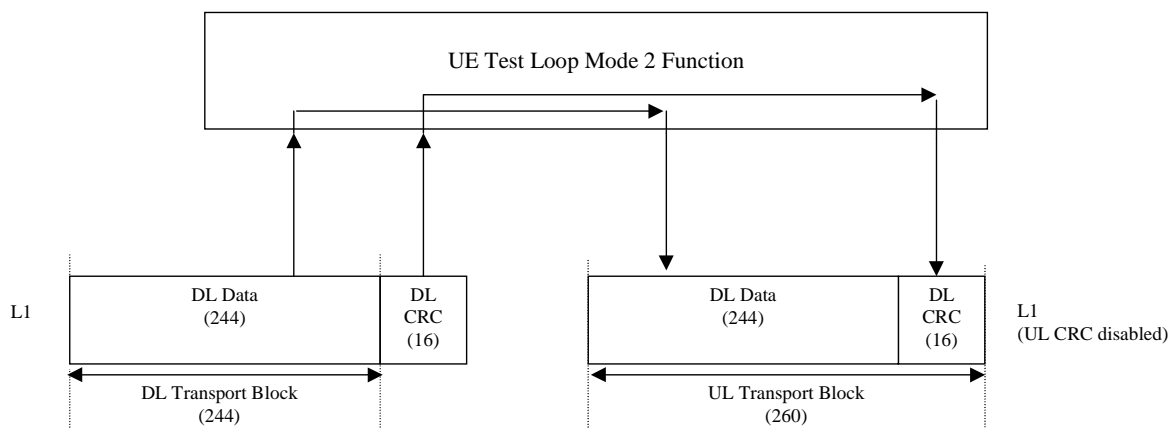 UE Test Loop Mode 2 Function
L1
DL Data
(244)
DL
CRC
(16)
DL Data
(244)
DL
CRC
(16)
L1
(UL CRC disabled)
DL Transport Block
(244)
UL Transport Block
(260)